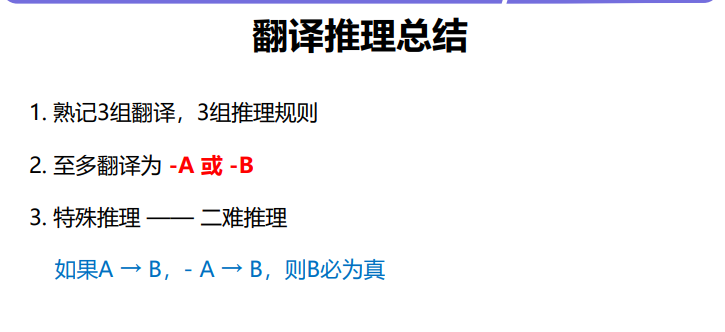 翻译推理总结
1. 熟记3组翻译，3组推理规则
2. 至多翻译为 -A 或 -B
3. 特殊推理 —— 二难推理
如果A → B，- A → B，则B必为真